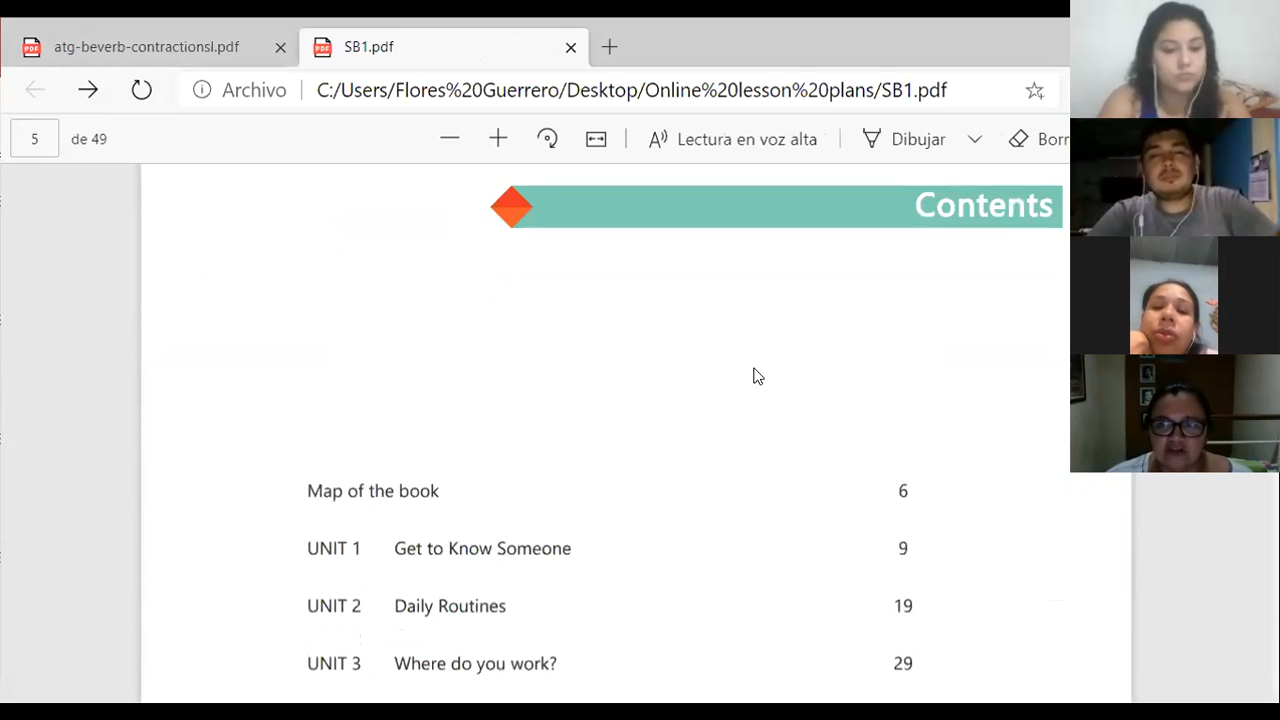 atg-beverb-contractionsI.pdf
SB1.pdf
Archivo
C:/Users/Flores%20Guerrero/Desktop/Online%20lesson%20plans/SB1.pdf
5
de 49
Lectura en voz alta
Dibujar
Borr
Contents
Map of the book 6
UNIT 1 Get to Know Someone 9
UNIT 2 Daily Routines 19
UNIT 3 Where do you work? 29